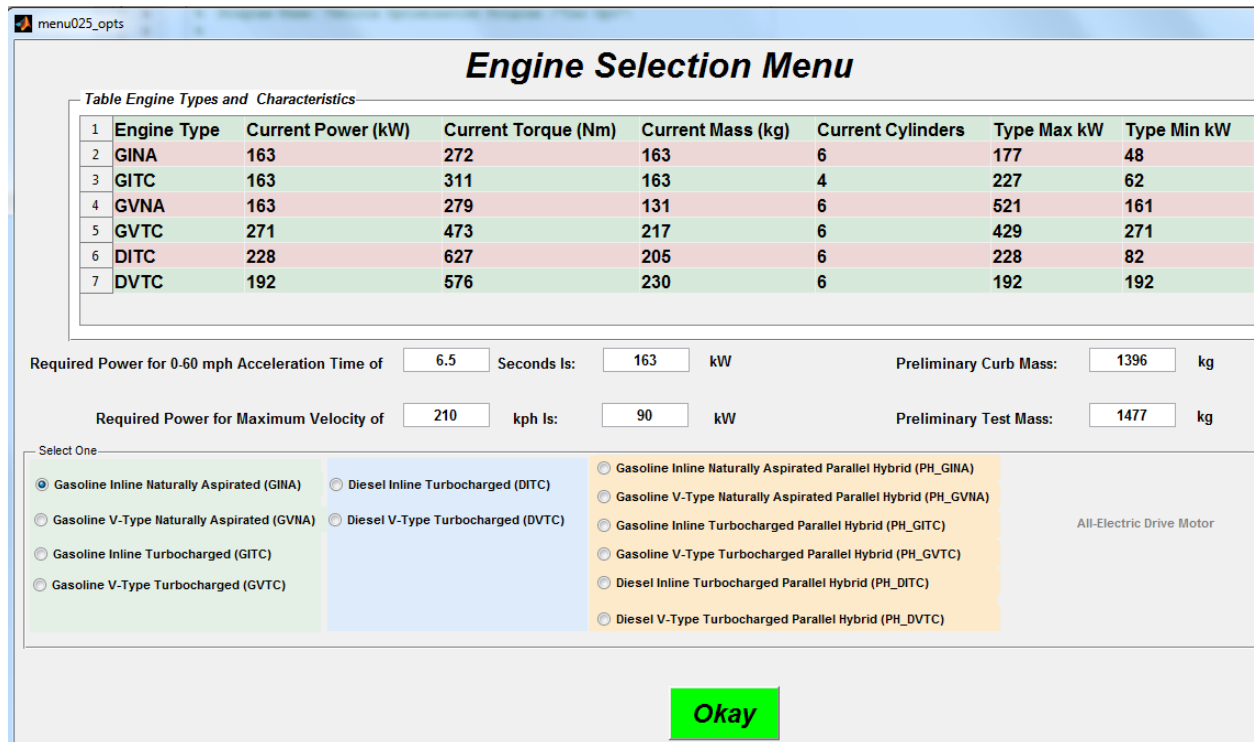 menu025_opts
Engine Selection Menu
Table Engine Types and Characteristics
1 Engine Type Current Power (kW) Current Torque (Nm) Current Mass (kg) Current Cylinders Type Max kW Type Min kW
2 GINA 163 272 163 6 177 48
3 GITC 163 311 163 4 227 62
4 GVNA 163 279 131 6 521 161
5 GVTC 271 473 217 6 429 271
6 DITC 228 627 205 6 228 82
7 DVTC 192 576 230 6 192 192
Required Power for 0-60 mph Acceleration Time of 6.5 Seconds Is: 163 kW Preliminary Curb Mass: 1396 kg
Required Power for Maximum Velocity of 210 kph Is: 90 kW Preliminary Test Mass: 1477 kg
Select One
Gasoline Inline Naturally Aspirated (GINA)
Gasoline V-Type Naturally Aspirated (GVNA)
Gasoline Inline Turbocharged (GITC)
Gasoline V-Type Turbocharged (GVTC)
Diesel Inline Turbocharged (DITC)
Diesel V-Type Turbocharged (DVTC)
Gasoline Inline Naturally Aspirated Parallel Hybrid (PH_GINA)
Gasoline V-Type Naturally Aspirated Parallel Hybrid (PH_GVNA)
Gasoline Inline Turbocharged Parallel Hybrid (PH_GITC)
Gasoline V-Type Turbocharged Parallel Hybrid (PH_GVTC)
Diesel Inline Turbocharged Parallel Hybrid (PH_DITC)
Diesel V-Type Turbocharged Parallel Hybrid (PH_DVTC)
All-Electric Drive Motor
Okay